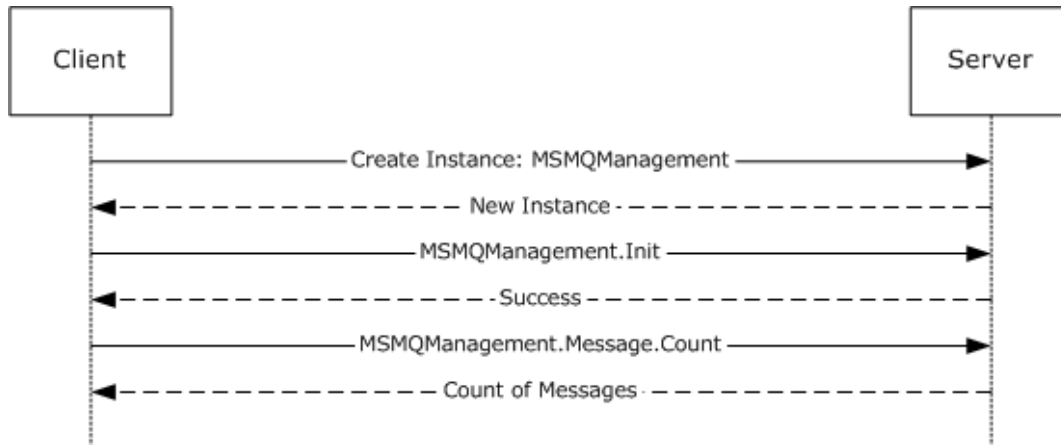 Client
Server
Create Instance: MSMQManagement
New Instance
MSMQManagement.Init
Success
MSMQManagement.Message.Count
Count of Messages